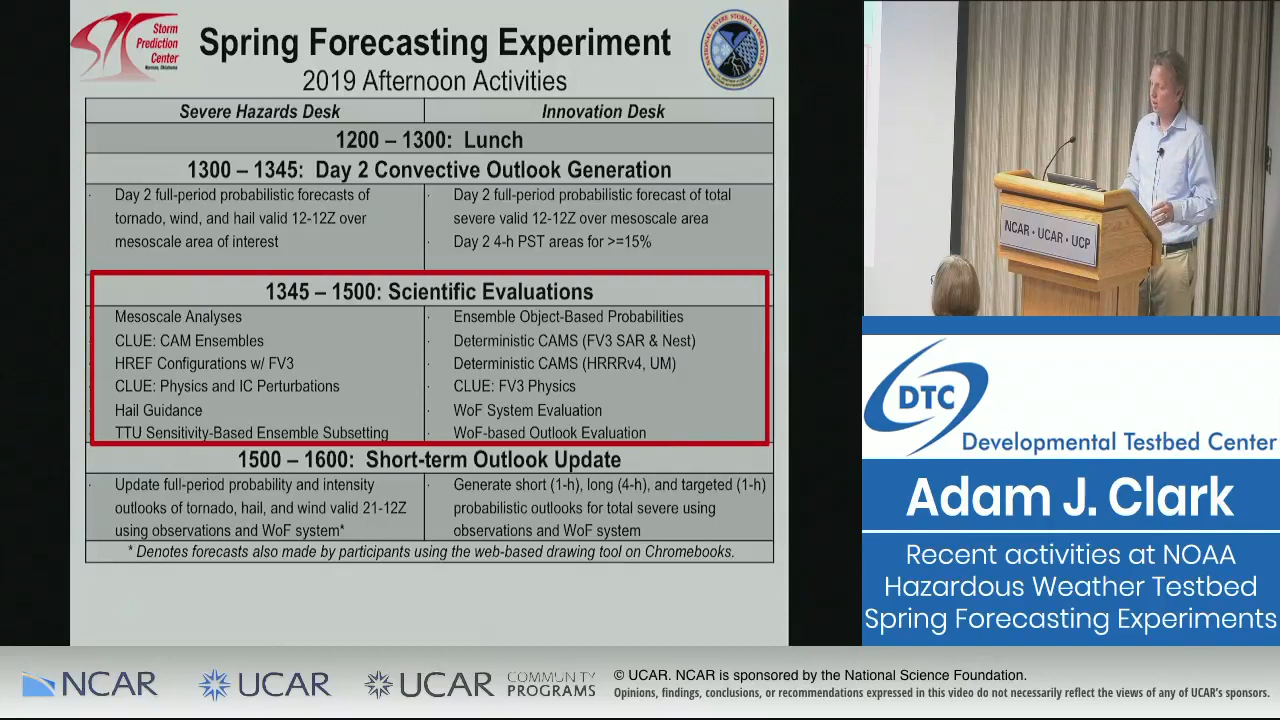 SPC
Storm
Prediction
Center
Norman, Oklahoma
Spring Forecasting Experiment
2019 Afternoon Activities
NATIONAL SEVERE STORMS LABORATORY
Severe Hazards Desk
Innovation Desk
1200 – 1300: Lunch
1300 – 1345: Day 2 Convective Outlook Generation
· Day 2 full-period probabilistic forecasts of
tornado, wind, and hail valid 12-12Z over
mesoscale area of interest
· Day 2 full-period probabilistic forecast of total
severe valid 12-12Z over mesoscale area
· Day 2 4-h PST areas for >=15%
1345 – 1500: Scientific Evaluations
· Mesoscale Analyses
· CLUE: CAM Ensembles
· HREF Configurations w/ FV3
· CLUE: Physics and IC Perturbations
· Hail Guidance
· TTU Sensitivity-Based Ensemble Subsetting
· Ensemble Object-Based Probabilities
· Deterministic CAMS (FV3 SAR & Nest)
· Deterministic CAMS (HRRRv4, UM)
· CLUE: FV3 Physics
· WoF System Evaluation
· WoF-based Outlook Evaluation
1500 – 1600: Short-term Outlook Update
· Update full-period probability and intensity
outlooks of tornado, hail, and wind valid 21-12Z
using observations and WoF system*
· Generate short (1-h), long (4-h), and targeted (1-h)
probabilistic outlooks for total severe using
observations and WoF system
* Denotes forecasts also made by participants using the web-based drawing tool on Chromebooks.
NCAR • UCAR • UCP
DTC
Developmental Testbed Center
Adam J. Clark
Recent activities at NOAA
Hazardous Weather Testbed
Spring Forecasting Experiments
NCAR
UCAR
UCAR
COMMUNITY
PROGRAMS
© UCAR. NCAR is sponsored by the National Science Foundation.
Opinions, findings, conclusions, or recommendations expressed in this video do not necessarily reflect the views of any of UCAR's sponsors.